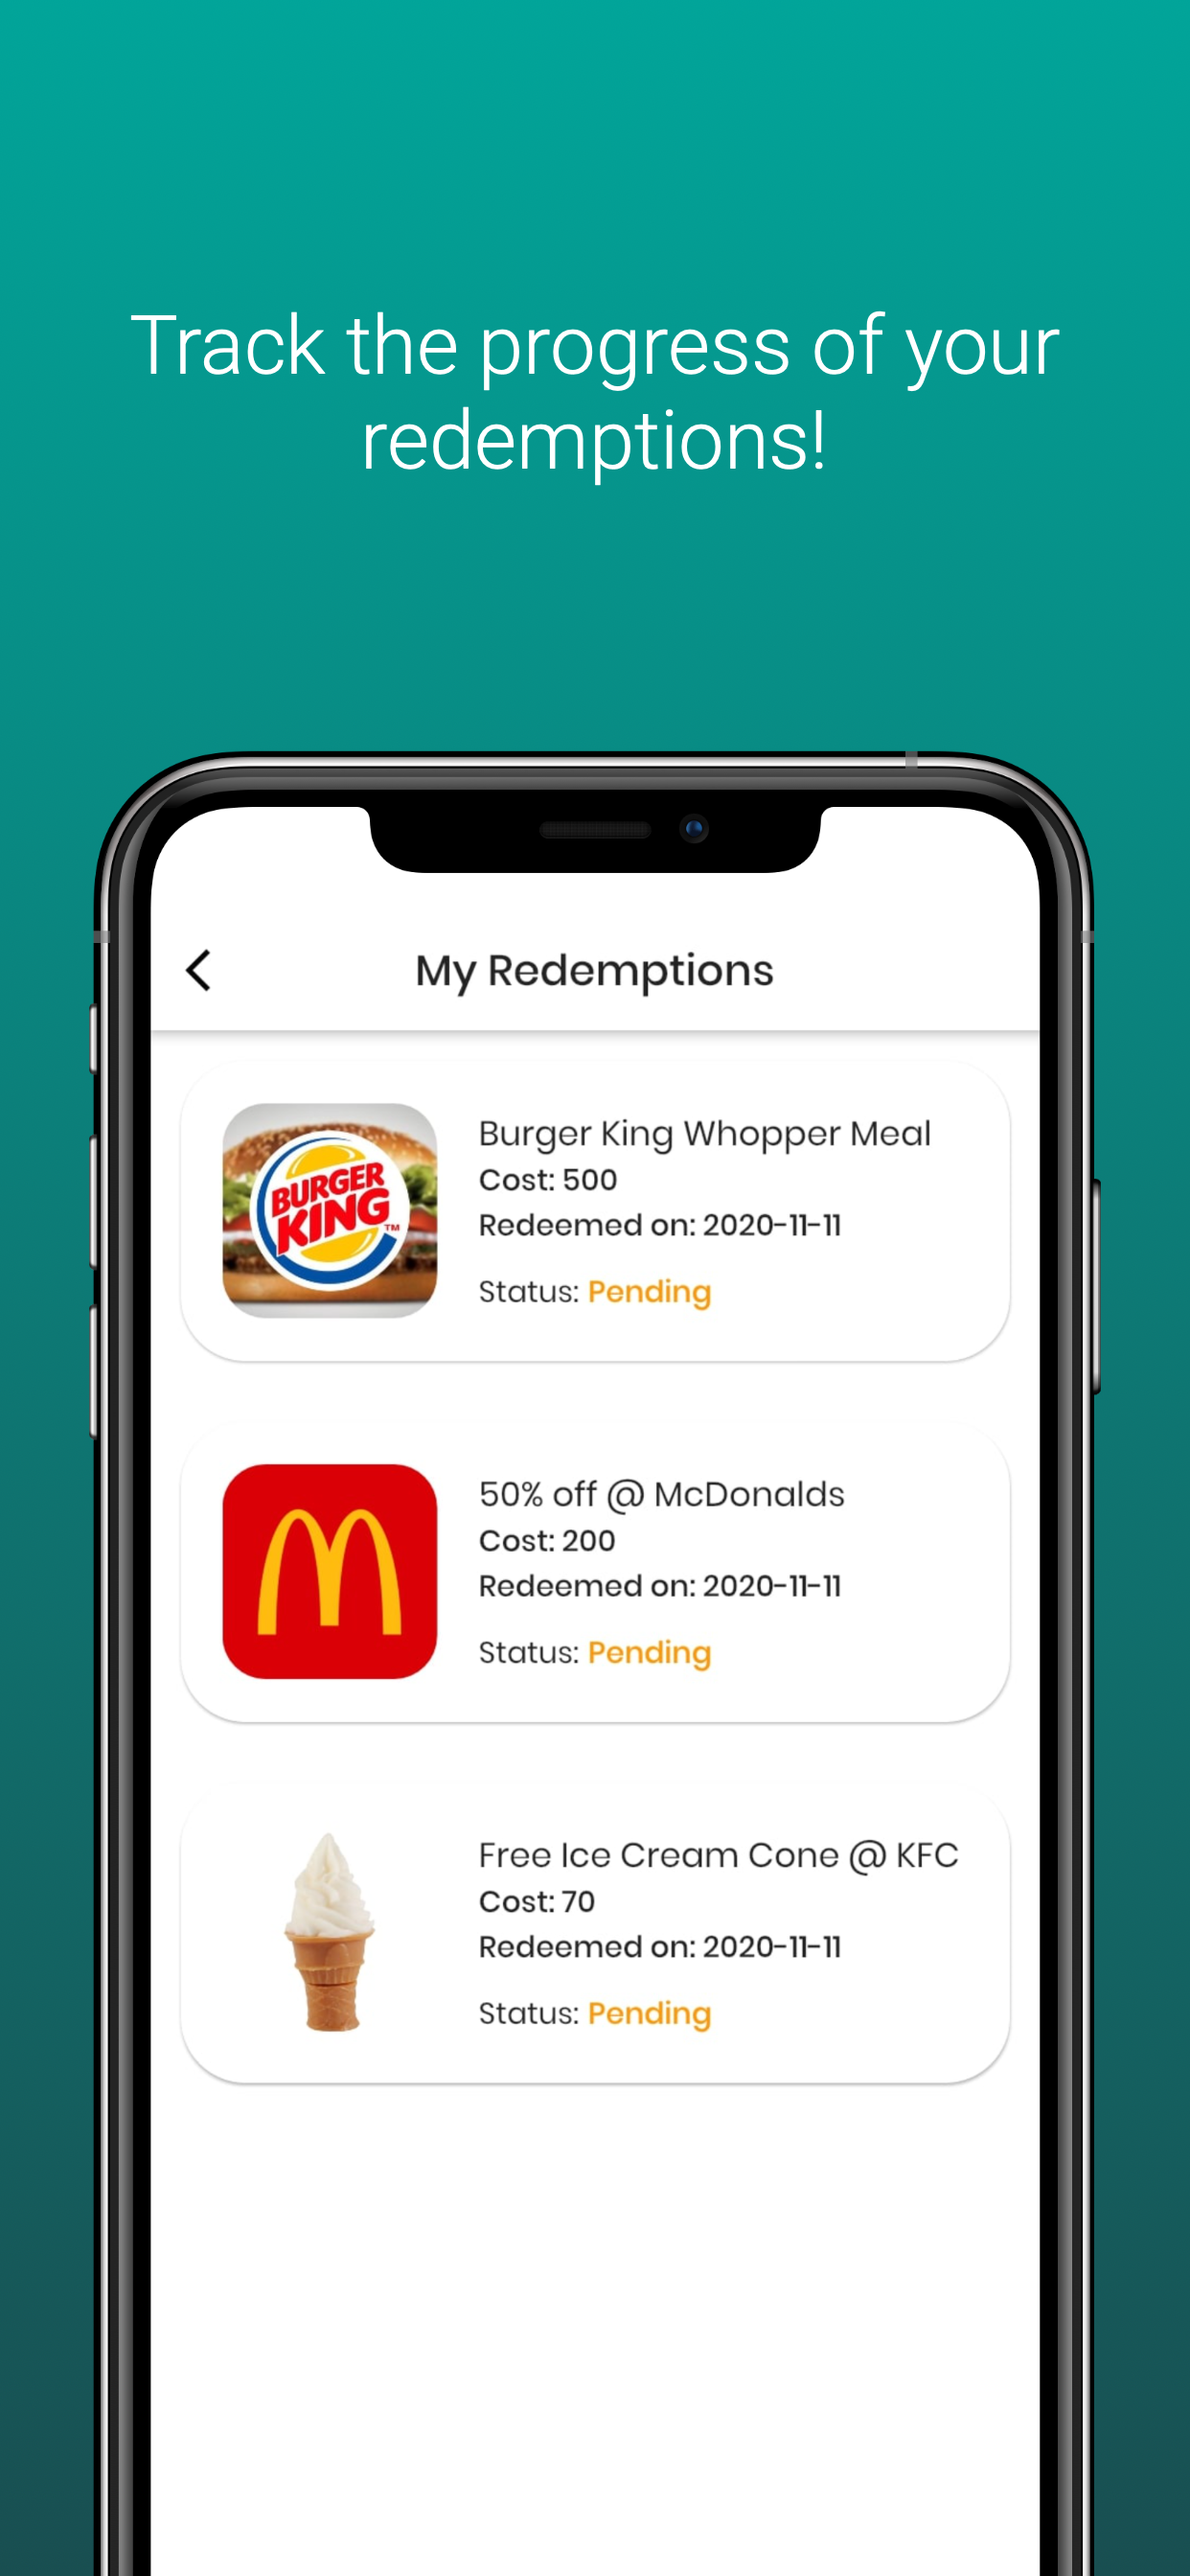 Track the progress of your
redemptions!
My Redemptions
BURGER
KING™
Burger King Whopper Meal
Cost: 500
Redeemed on: 2020-11-11
Status: Pending
50% off @ McDonalds
Cost: 200
Redeemed on: 2020-11-11
Status: Pending
Free Ice Cream Cone @ KFC
Cost: 70
Redeemed on: 2020-11-11
Status: Pending